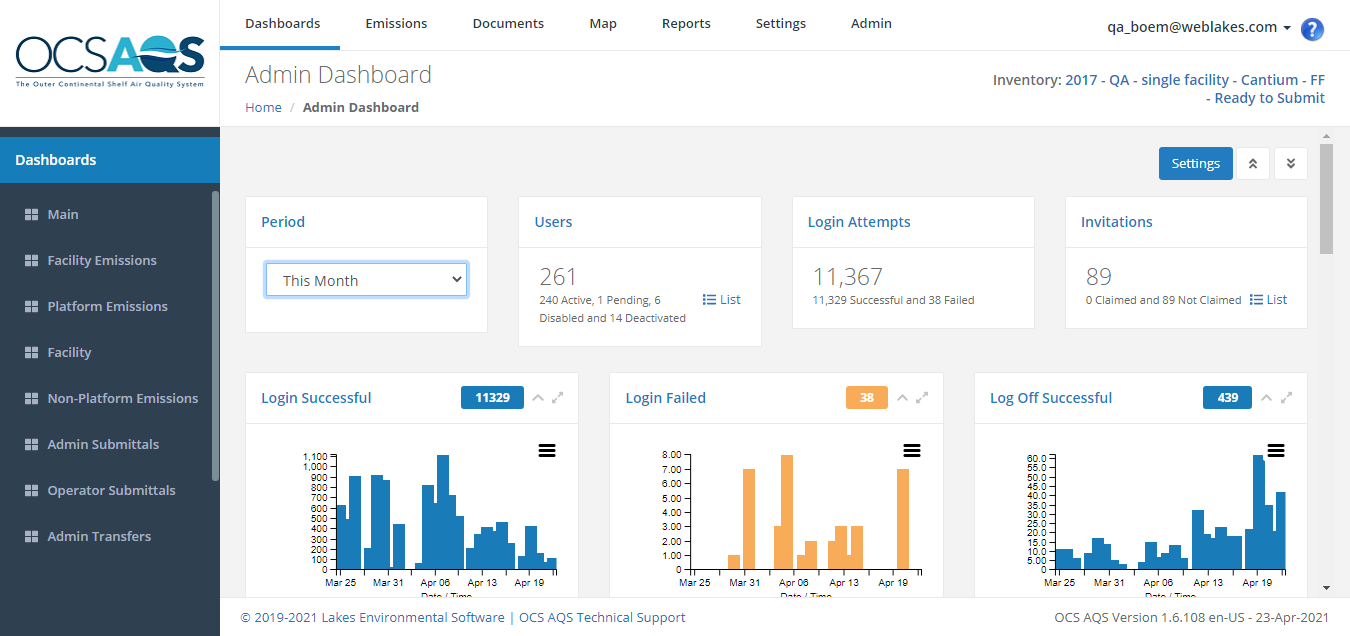 OCSAQS
The Outer Continental Shelf Air Quality System
Dashboards Emissions Documents Map Reports Settings Admin
qa_boem@weblakes.com ?
Admin Dashboard
Home / Admin Dashboard
Inventory: 2017 - QA - single facility - Cantium - FF
- Ready to Submit
Dashboards
Main
Facility Emissions
Platform Emissions
Facility
Non-Platform Emissions
Admin Submittals
Operator Submittals
Admin Transfers
Settings
Period
This Month
Users
261
240 Active, 1 Pending, 6
Disabled and 14 Deactivated
List
Login Attempts
11,367
11,329 Successful and 38 Failed
Invitations
89
0 Claimed and 89 Not Claimed
List
Login Successful 11329
1,100
1,000
900
800
700
600
500
400
300
200
100
0
Mar 25 Mar 31 Apr 06 Apr 13 Apr 19
Date / Time
Login Failed 38
8.00
7.00
6.00
5.00
4.00
3.00
2.00
1.00
0
Mar 25 Mar 31 Apr 06 Apr 13 Apr 19
Date / Time
Log Off Successful 439
60.0
55.0
50.0
45.0
40.0
35.0
30.0
25.0
20.0
15.0
10.0
5.00
0
Mar 25 Mar 31 Apr 06 Apr 13 Apr 19
Date / Time
© 2019-2021 Lakes Environmental Software | OCS AQS Technical Support
OCS AQS Version 1.6.108 en-US - 23-Apr-2021